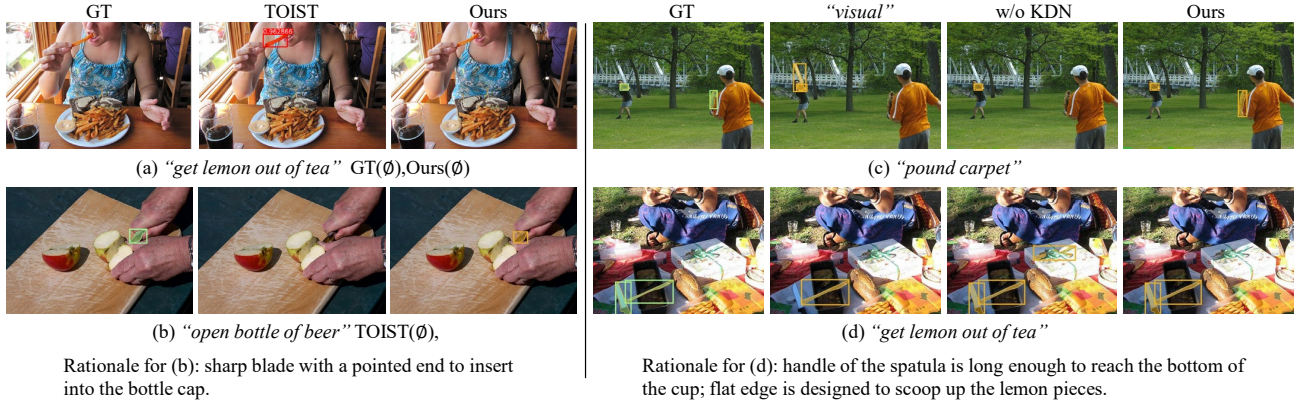 GT TOIST Ours
0.962868
(a) “get lemon out of tea” GT(∅),Ours(∅)
(b) “open bottle of beer” TOIST(∅),
Rationale for (b): sharp blade with a pointed end to insert
into the bottle cap.
GT “visual” w/o KDN Ours
(c) “pound carpet”
(d) “get lemon out of tea”
Rationale for (d): handle of the spatula is long enough to reach the bottom of
the cup; flat edge is designed to scoop up the lemon pieces.